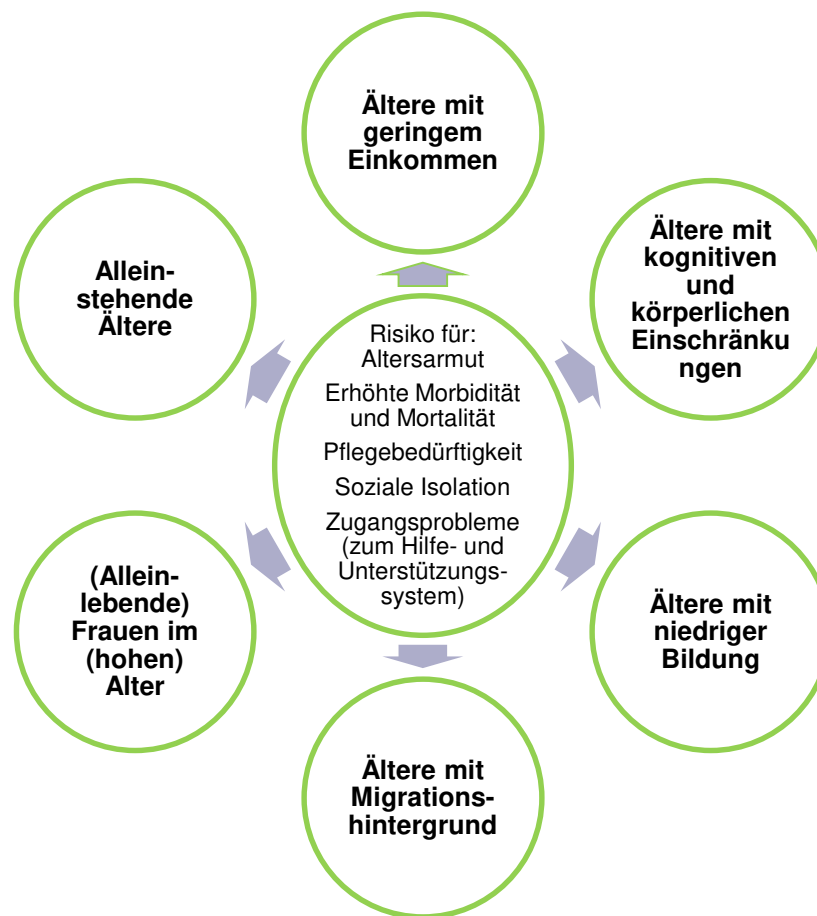 Ältere mit
geringem
Einkommen
Ältere mit
kognitiven
und
körperlichen
Einschränku
ngen
Allein-
stehende
Ältere
Risiko für:
Altersarmut
Erhöhte Morbidität
und Mortalität
Pflegebedürftigkeit
Soziale Isolation
Zugangsprobleme
(zum Hilfe- und
Unterstützungs-
system)
(Allein-
lebende)
Frauen im
(hohen)
Alter
Ältere mit
niedriger
Bildung
Ältere mit
Migrations-
hintergrund